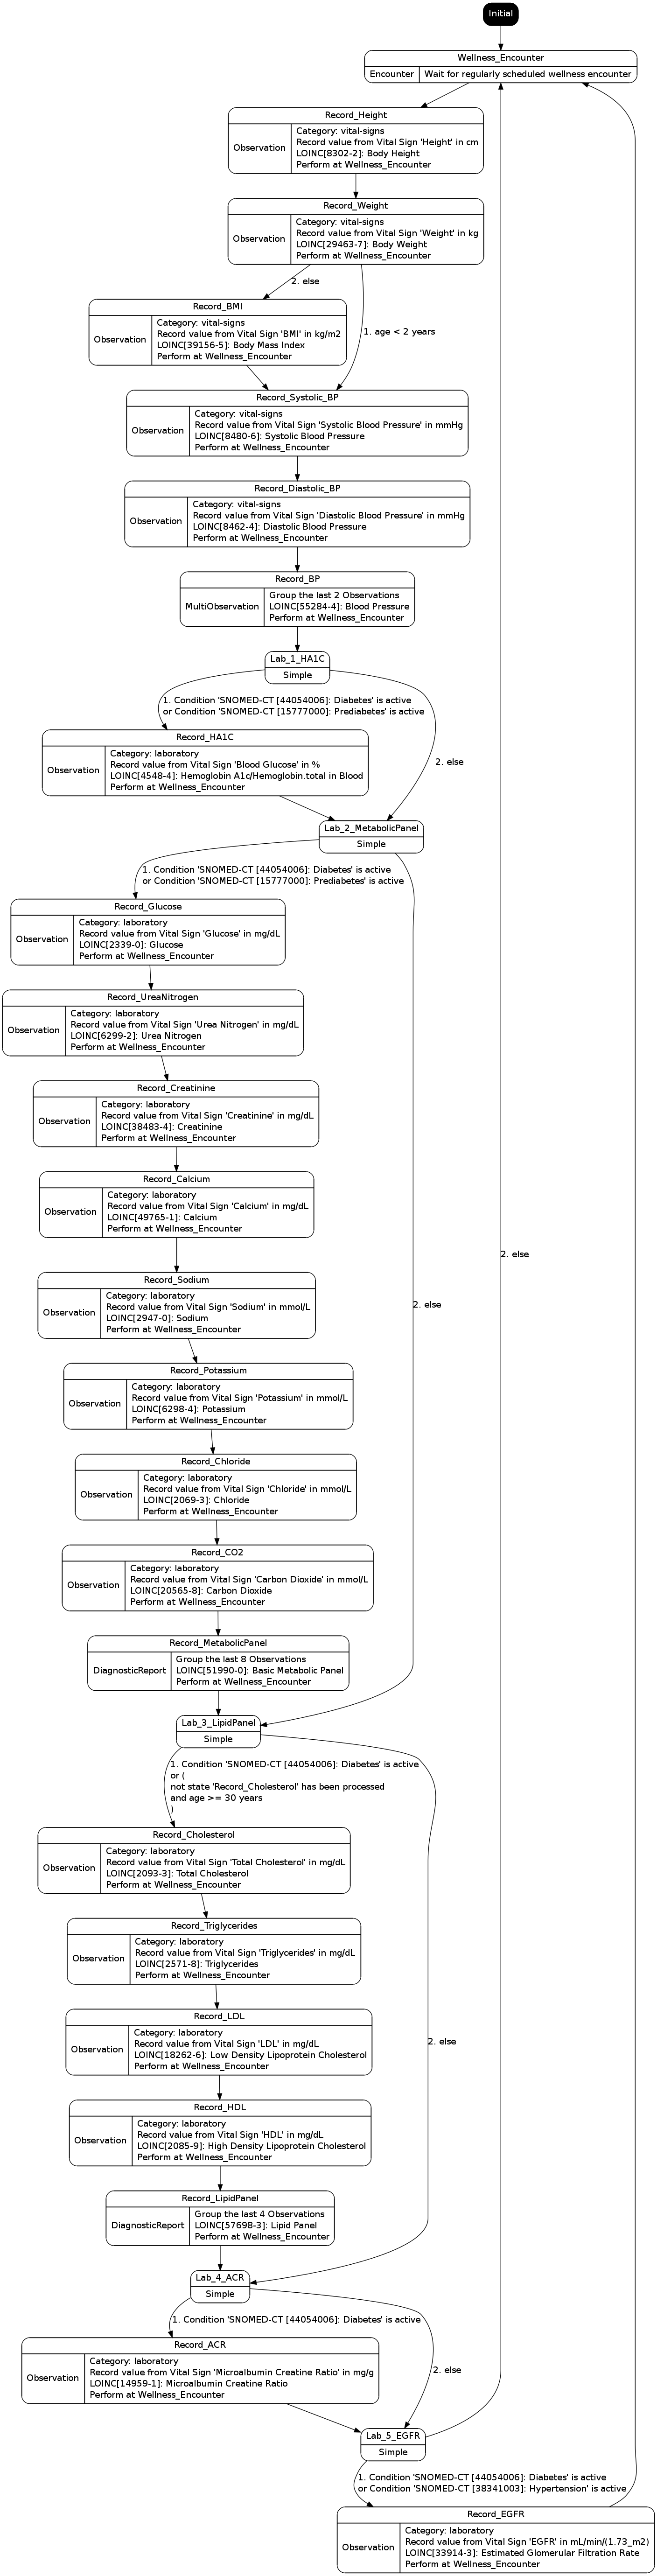 Initial
Wellness_Encounter
Encounter
Wait for regularly scheduled wellness encounter
Record_Height
Observation
Category: vital-signs
Record value from Vital Sign 'Height' in cm
LOINC[8302-2]: Body Height
Perform at Wellness_Encounter
Record_Weight
Observation
Category: vital-signs
Record value from Vital Sign 'Weight' in kg
LOINC[29463-7]: Body Weight
Perform at Wellness_Encounter
2. else
Record_BMI
Observation
Category: vital-signs
Record value from Vital Sign 'BMI' in kg/m2
LOINC[39156-5]: Body Mass Index
Perform at Wellness_Encounter
1. age < 2 years
Record_Systolic_BP
Observation
Category: vital-signs
Record value from Vital Sign 'Systolic Blood Pressure' in mmHg
LOINC[8480-6]: Systolic Blood Pressure
Perform at Wellness_Encounter
Record_Diastolic_BP
Observation
Category: vital-signs
Record value from Vital Sign 'Diastolic Blood Pressure' in mmHg
LOINC[8462-4]: Diastolic Blood Pressure
Perform at Wellness_Encounter
Record_BP
MultiObservation
Group the last 2 Observations
LOINC[55284-4]: Blood Pressure
Perform at Wellness_Encounter
Lab_1_HA1C
Simple
1. Condition 'SNOMED-CT [44054006]: Diabetes' is active
or Condition 'SNOMED-CT [15777000]: Prediabetes' is active
Record_HA1C
Observation
Category: laboratory
Record value from Vital Sign 'Blood Glucose' in %
LOINC[4548-4]: Hemoglobin A1c/Hemoglobin.total in Blood
Perform at Wellness_Encounter
2. else
Lab_2_MetabolicPanel
Simple
1. Condition 'SNOMED-CT [44054006]: Diabetes' is active
or Condition 'SNOMED-CT [15777000]: Prediabetes' is active
Record_Glucose
Observation
Category: laboratory
Record value from Vital Sign 'Glucose' in mg/dL
LOINC[2339-0]: Glucose
Perform at Wellness_Encounter
Record_UreaNitrogen
Observation
Category: laboratory
Record value from Vital Sign 'Urea Nitrogen' in mg/dL
LOINC[6299-2]: Urea Nitrogen
Perform at Wellness_Encounter
Record_Creatinine
Observation
Category: laboratory
Record value from Vital Sign 'Creatinine' in mg/dL
LOINC[38483-4]: Creatinine
Perform at Wellness_Encounter
Record_Calcium
Observation
Category: laboratory
Record value from Vital Sign 'Calcium' in mg/dL
LOINC[49765-1]: Calcium
Perform at Wellness_Encounter
2. else
Record_Sodium
Observation
Category: laboratory
Record value from Vital Sign 'Sodium' in mmol/L
LOINC[2947-0]: Sodium
Perform at Wellness_Encounter
2. else
Record_Potassium
Observation
Category: laboratory
Record value from Vital Sign 'Potassium' in mmol/L
LOINC[6298-4]: Potassium
Perform at Wellness_Encounter
Record_Chloride
Observation
Category: laboratory
Record value from Vital Sign 'Chloride' in mmol/L
LOINC[2069-3]: Chloride
Perform at Wellness_Encounter
Record_CO2
Observation
Category: laboratory
Record value from Vital Sign 'Carbon Dioxide' in mmol/L
LOINC[20565-8]: Carbon Dioxide
Perform at Wellness_Encounter
Record_MetabolicPanel
DiagnosticReport
Group the last 8 Observations
LOINC[51990-0]: Basic Metabolic Panel
Perform at Wellness_Encounter
Lab_3_LipidPanel
Simple
1. Condition 'SNOMED-CT [44054006]: Diabetes' is active
or (
not state 'Record_Cholesterol' has been processed
and age >= 30 years
)
Record_Cholesterol
Observation
Category: laboratory
Record value from Vital Sign 'Total Cholesterol' in mg/dL
LOINC[2093-3]: Total Cholesterol
Perform at Wellness_Encounter
Record_Triglycerides
Observation
Category: laboratory
Record value from Vital Sign 'Triglycerides' in mg/dL
LOINC[2571-8]: Triglycerides
Perform at Wellness_Encounter
Record_LDL
Observation
Category: laboratory
Record value from Vital Sign 'LDL' in mg/dL
LOINC[18262-6]: Low Density Lipoprotein Cholesterol
Perform at Wellness_Encounter
2. else
Record_HDL
Observation
Category: laboratory
Record value from Vital Sign 'HDL' in mg/dL
LOINC[2085-9]: High Density Lipoprotein Cholesterol
Perform at Wellness_Encounter
Record_LipidPanel
DiagnosticReport
Group the last 4 Observations
LOINC[57698-3]: Lipid Panel
Perform at Wellness_Encounter
Lab_4_ACR
Simple
1. Condition 'SNOMED-CT [44054006]: Diabetes' is active
Record_ACR
Observation
Category: laboratory
Record value from Vital Sign 'Microalbumin Creatine Ratio' in mg/g
LOINC[14959-1]: Microalbumin Creatine Ratio
Perform at Wellness_Encounter
2. else
Lab_5_EGFR
Simple
1. Condition 'SNOMED-CT [44054006]: Diabetes' is active
or Condition 'SNOMED-CT [38341003]: Hypertension' is active
Record_EGFR
Observation
Category: laboratory
Record value from Vital Sign 'EGFR' in mL/min/(1.73_m2)
LOINC[33914-3]: Estimated Glomerular Filtration Rate
Perform at Wellness_Encounter